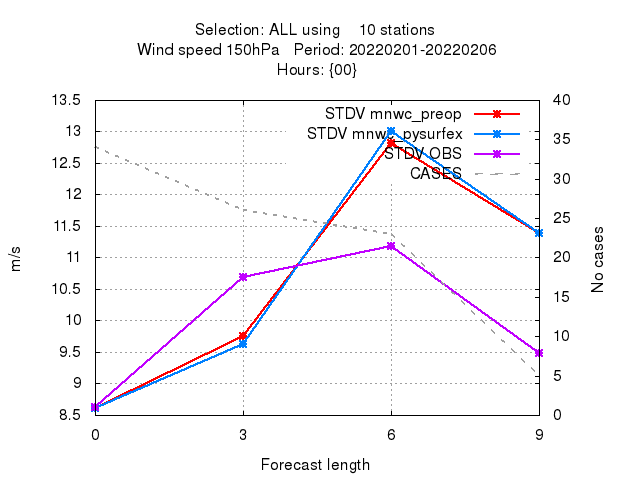 Selection: ALL using 10 stations
Wind speed 150hPa Period: 20220201-20220206
Hours: {00}
STDV mnwc_preop
STDV mnwc_pysurfex
STDV OBS
CASES
13.5
13
12.5
12
11.5
11
10.5
10
9.5
9
8.5
40
35
30
25
20
15
10
5
0
m/s
No cases
0 3 6 9
Forecast length